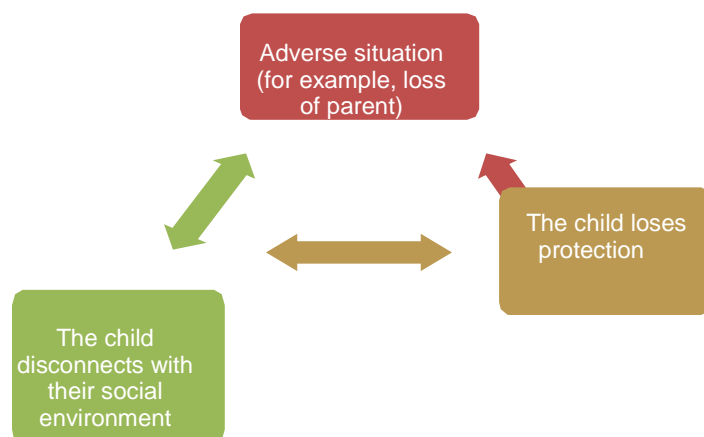 Adverse situation
(for example, loss
of parent)
The child loses
protection
The child
disconnects with
their social
environment